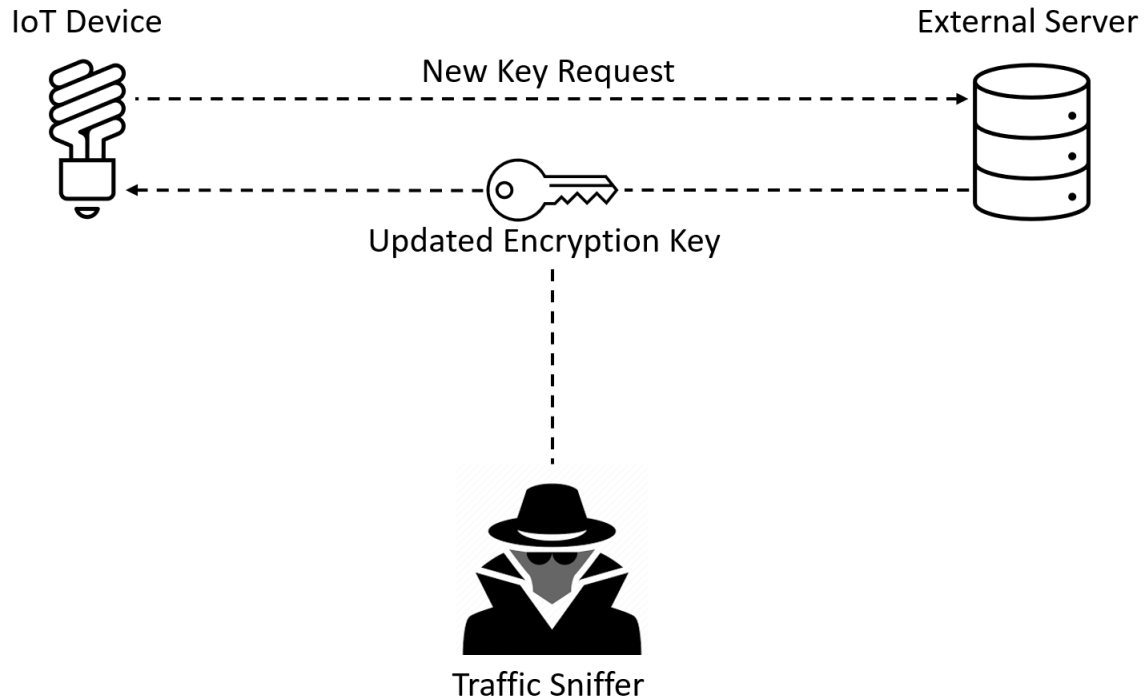 IoT Device
External Server
New Key Request
Updated Encryption Key
Traffic Sniffer